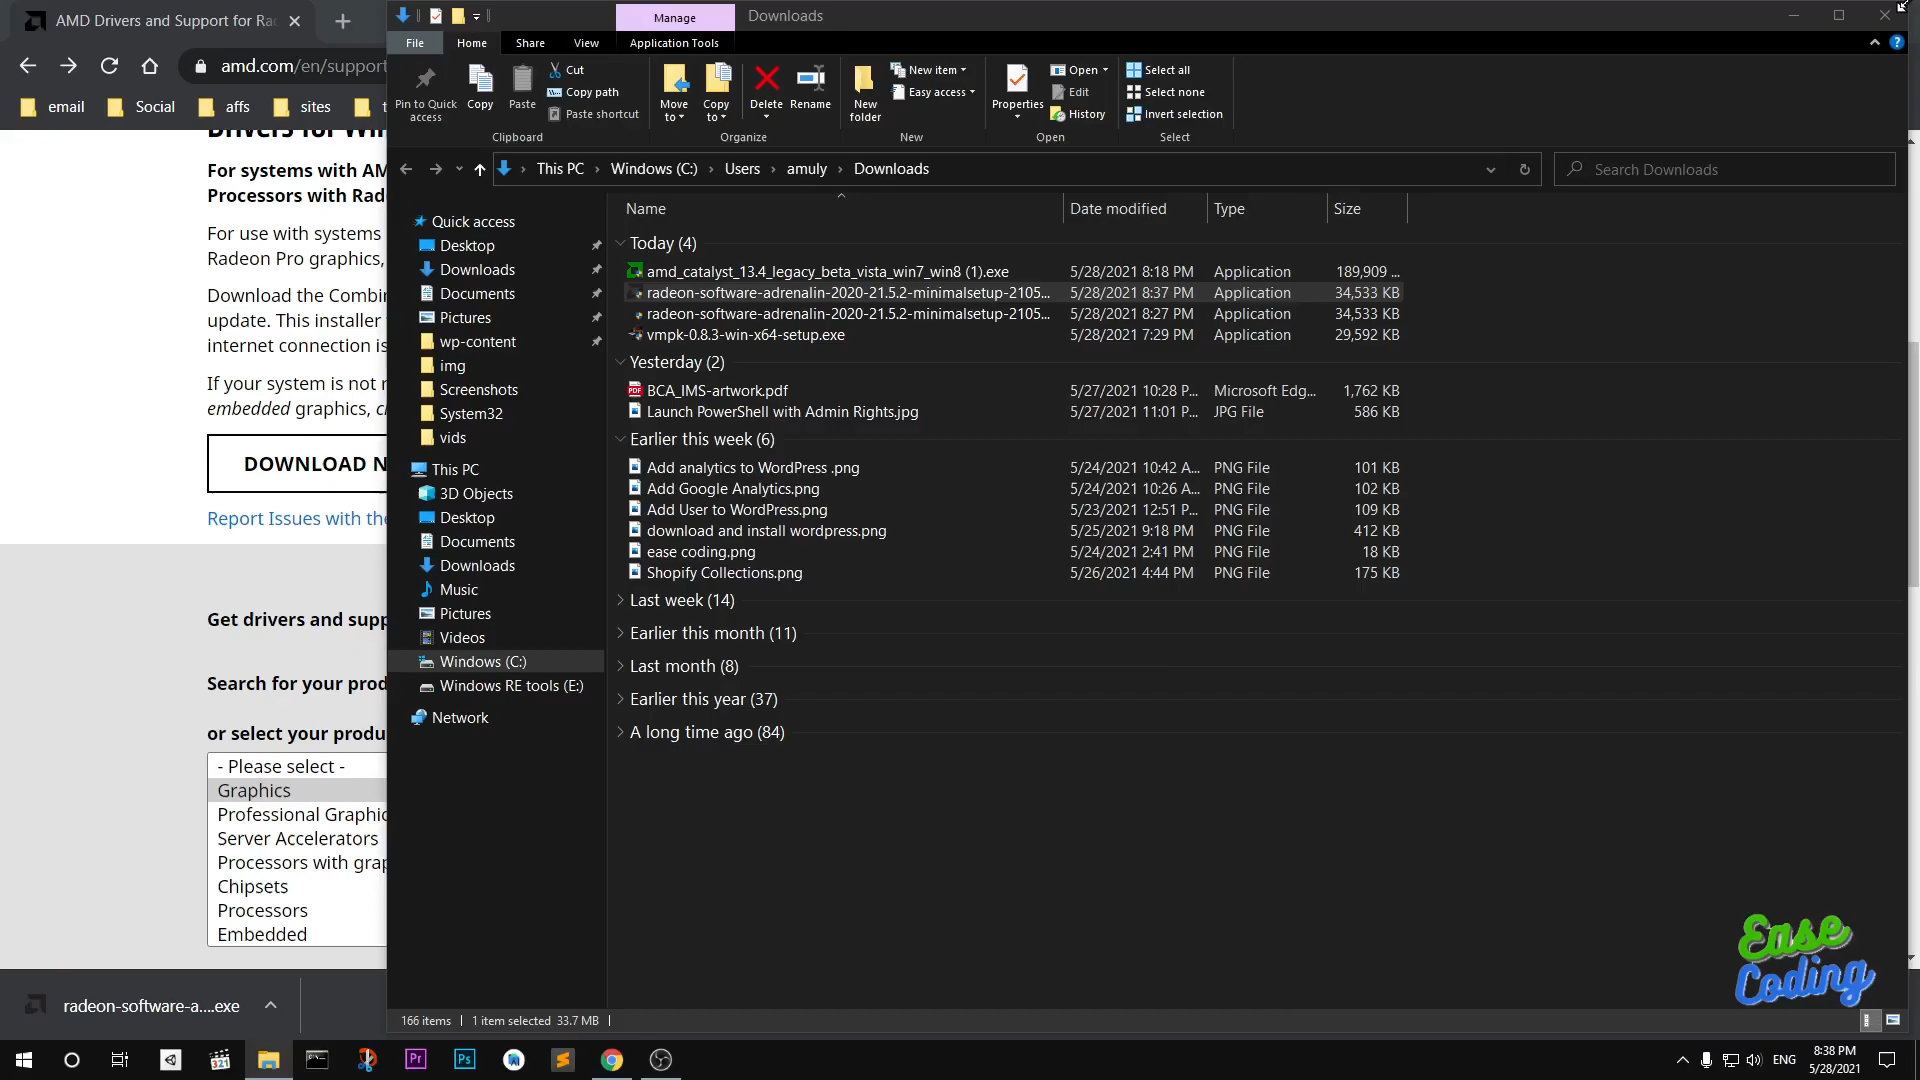 AMD Drivers and Support for Ra
Manage
Downloads
File
Home
Share
View
Application Tools
amd.com/en/support
email
Social
affs
sites
Pin to Quick access
Copy
Paste
Cut
Copy path
Paste shortcut
Clipboard
Move to
Copy to
Delete
Rename
Organize
New folder
New item
Easy access
New
Properties
Open
Edit
History
Open
Select all
Select none
Invert selection
Select
This PC
Windows (C:)
Users
amuly
Downloads
Search Downloads
Drivers for Win
For systems with AM
Processors with Rad
For use with systems
Radeon Pro graphics,
Download the Combin
update. This installer
internet connection is
If your system is not r
embedded graphics, c
DOWNLOAD N
Report Issues with the
Get drivers and supp
Search for your prod
or select your produ
- Please select -
Graphics
Professional Graphic
Server Accelerators
Processors with grap
Chipsets
Processors
Embedded
Quick access
Desktop
Downloads
Documents
Pictures
wp-content
img
Screenshots
System32
vids
This PC
3D Objects
Desktop
Documents
Downloads
Music
Pictures
Videos
Windows (C:)
Windows RE tools (E:)
Network
Name Date modified Type Size
Today (4)
amd_catalyst_13.4_legacy_beta_vista_win7_win8 (1).exe 5/28/2021 8:18 PM Application 189,909 ...
radeon-software-adrenalin-2020-21.5.2-minimalsetup-2105... 5/28/2021 8:37 PM Application 34,533 KB
radeon-software-adrenalin-2020-21.5.2-minimalsetup-2105... 5/28/2021 8:27 PM Application 34,533 KB
vmpk-0.8.3-win-x64-setup.exe 5/28/2021 7:29 PM Application 29,592 KB
Yesterday (2)
BCA_IMS-artwork.pdf 5/27/2021 10:28 P... Microsoft Edg... 1,762 KB
Launch PowerShell with Admin Rights.jpg 5/27/2021 11:01 P... JPG File 586 KB
Earlier this week (6)
Add analytics to WordPress .png 5/24/2021 10:42 A... PNG File 101 KB
Add Google Analytics.png 5/24/2021 10:26 A... PNG File 102 KB
Add User to WordPress.png 5/23/2021 12:51 P... PNG File 109 KB
download and install wordpress.png 5/25/2021 9:18 PM PNG File 412 KB
ease coding.png 5/24/2021 2:41 PM PNG File 18 KB
Shopify Collections.png 5/26/2021 4:44 PM PNG File 175 KB
Last week (14)
Earlier this month (11)
Last month (8)
Earlier this year (37)
A long time ago (84)
Ease
Coding
radeon-software-a....exe
166 items
1 item selected 33.7 MB
321
Pr
Ps
ENG
8:38 PM
5/28/2021